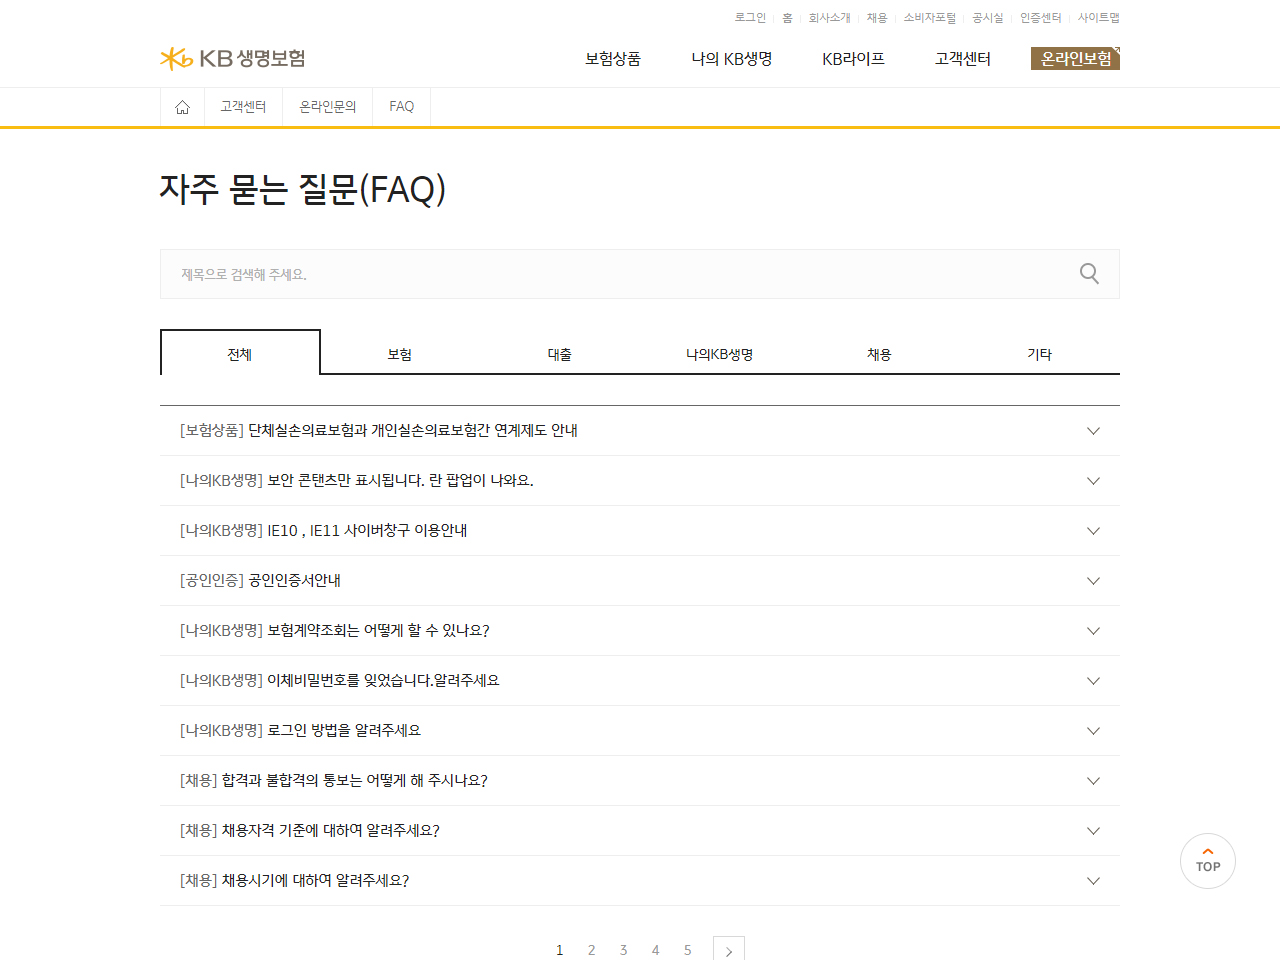 로그인 홈 회사소개 채용 소비자포털 공시실 인증센터 사이트맵
KB생명보험 보험상품 나의 KB생명 KB라이프 고객센터 온라인보험
고객센터 온라인문의 FAQ
자주 묻는 질문(FAQ)
제목으로 검색해 주세요.
전체 보험 대출 나의KB생명 채용 기타
[보험상품] 단체실손의료보험과 개인실손의료보험간 연계제도 안내
[나의KB생명] 보안 콘텐츠만 표시됩니다. 란 팝업이 나와요.
[나의KB생명] IE10 , IE11 사이버창구 이용안내
[공인인증] 공인인증서안내
[나의KB생명] 보험계약조회는 어떻게 할 수 있나요?
[나의KB생명] 이체비밀번호를 잊었습니다.알려주세요
[나의KB생명] 로그인 방법을 알려주세요
[채용] 합격과 불합격의 통보는 어떻게 해 주시나요?
[채용] 채용자격 기준에 대하여 알려주세요?
[채용] 채용시기에 대하여 알려주세요?
TOP
1 2 3 4 5